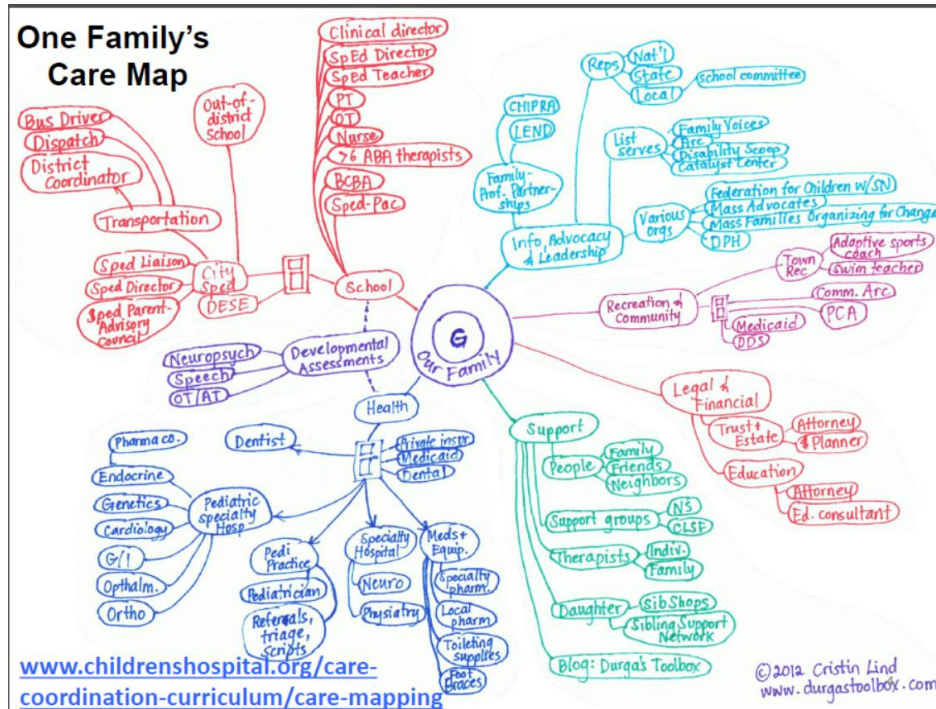 One Family's
Care Map
Clinical director
SpEd Director
Sped Teacher
PT
OT
Nurse
>6 ABA therapists
BCBA
Sped-Pac
School
Out-of-
district
School
Bus Driver
Dispatch
District
Coordinator
Transportation
Sped Liaison
Sped Director
$ped Parent-
Advisory
Council
City
Sped
DESE
Reps
Nat'l
State
Local
school committee
CHIPRA
LEND
Family-
Prof. Partner-
ships
List
serves
Family Voices
Arc
Disability Scoop
Catalyst Center
Various
Orgs
Federation for Children w/SN
Mass Advocates
Mass Families Organizing for Change
DPH
Info, Advocacy
& Leadership
Recreation &
Community
Town
Rec
Adaptive sports
coach
Swim teacher
Comm. Arc
PCA
Medicaid
DDS
G
Our Family
Neuropsych
Speech
OT/AT
Developmental
Assessments
Health
Dentist
Private insur
Medicaid
Dental
Pharma co.
Endocrine
Genetics
Cardiology
G/I
Opthalm.
Ortho
Pediatric
Specialty
Hosp
Pedi
Practice
Pediatrician
Referrals,
triage,
scripts
Specialty
Hospital
Neuro
Physiatry
Meds +
Equip.
Specialty
pharm.
Local
pharm
Toileting
supplies
Foot
Braces
Support
People
Family
Friends
Neighbors
Support groups
NS
CLSF
Therapists
Indiv.
Family
Daughter
SibShops
Sibling Support
Network
Blog: Durga's Toolbox
Legal &
Financial
Trust +
Estate
Attorney
$ Planner
Education
Attorney
Ed. consultant
www.childrenshospital.org/care-
coordination-curriculum/care-mapping
©2012 Cristin Lind
www.durgastoolbox.com